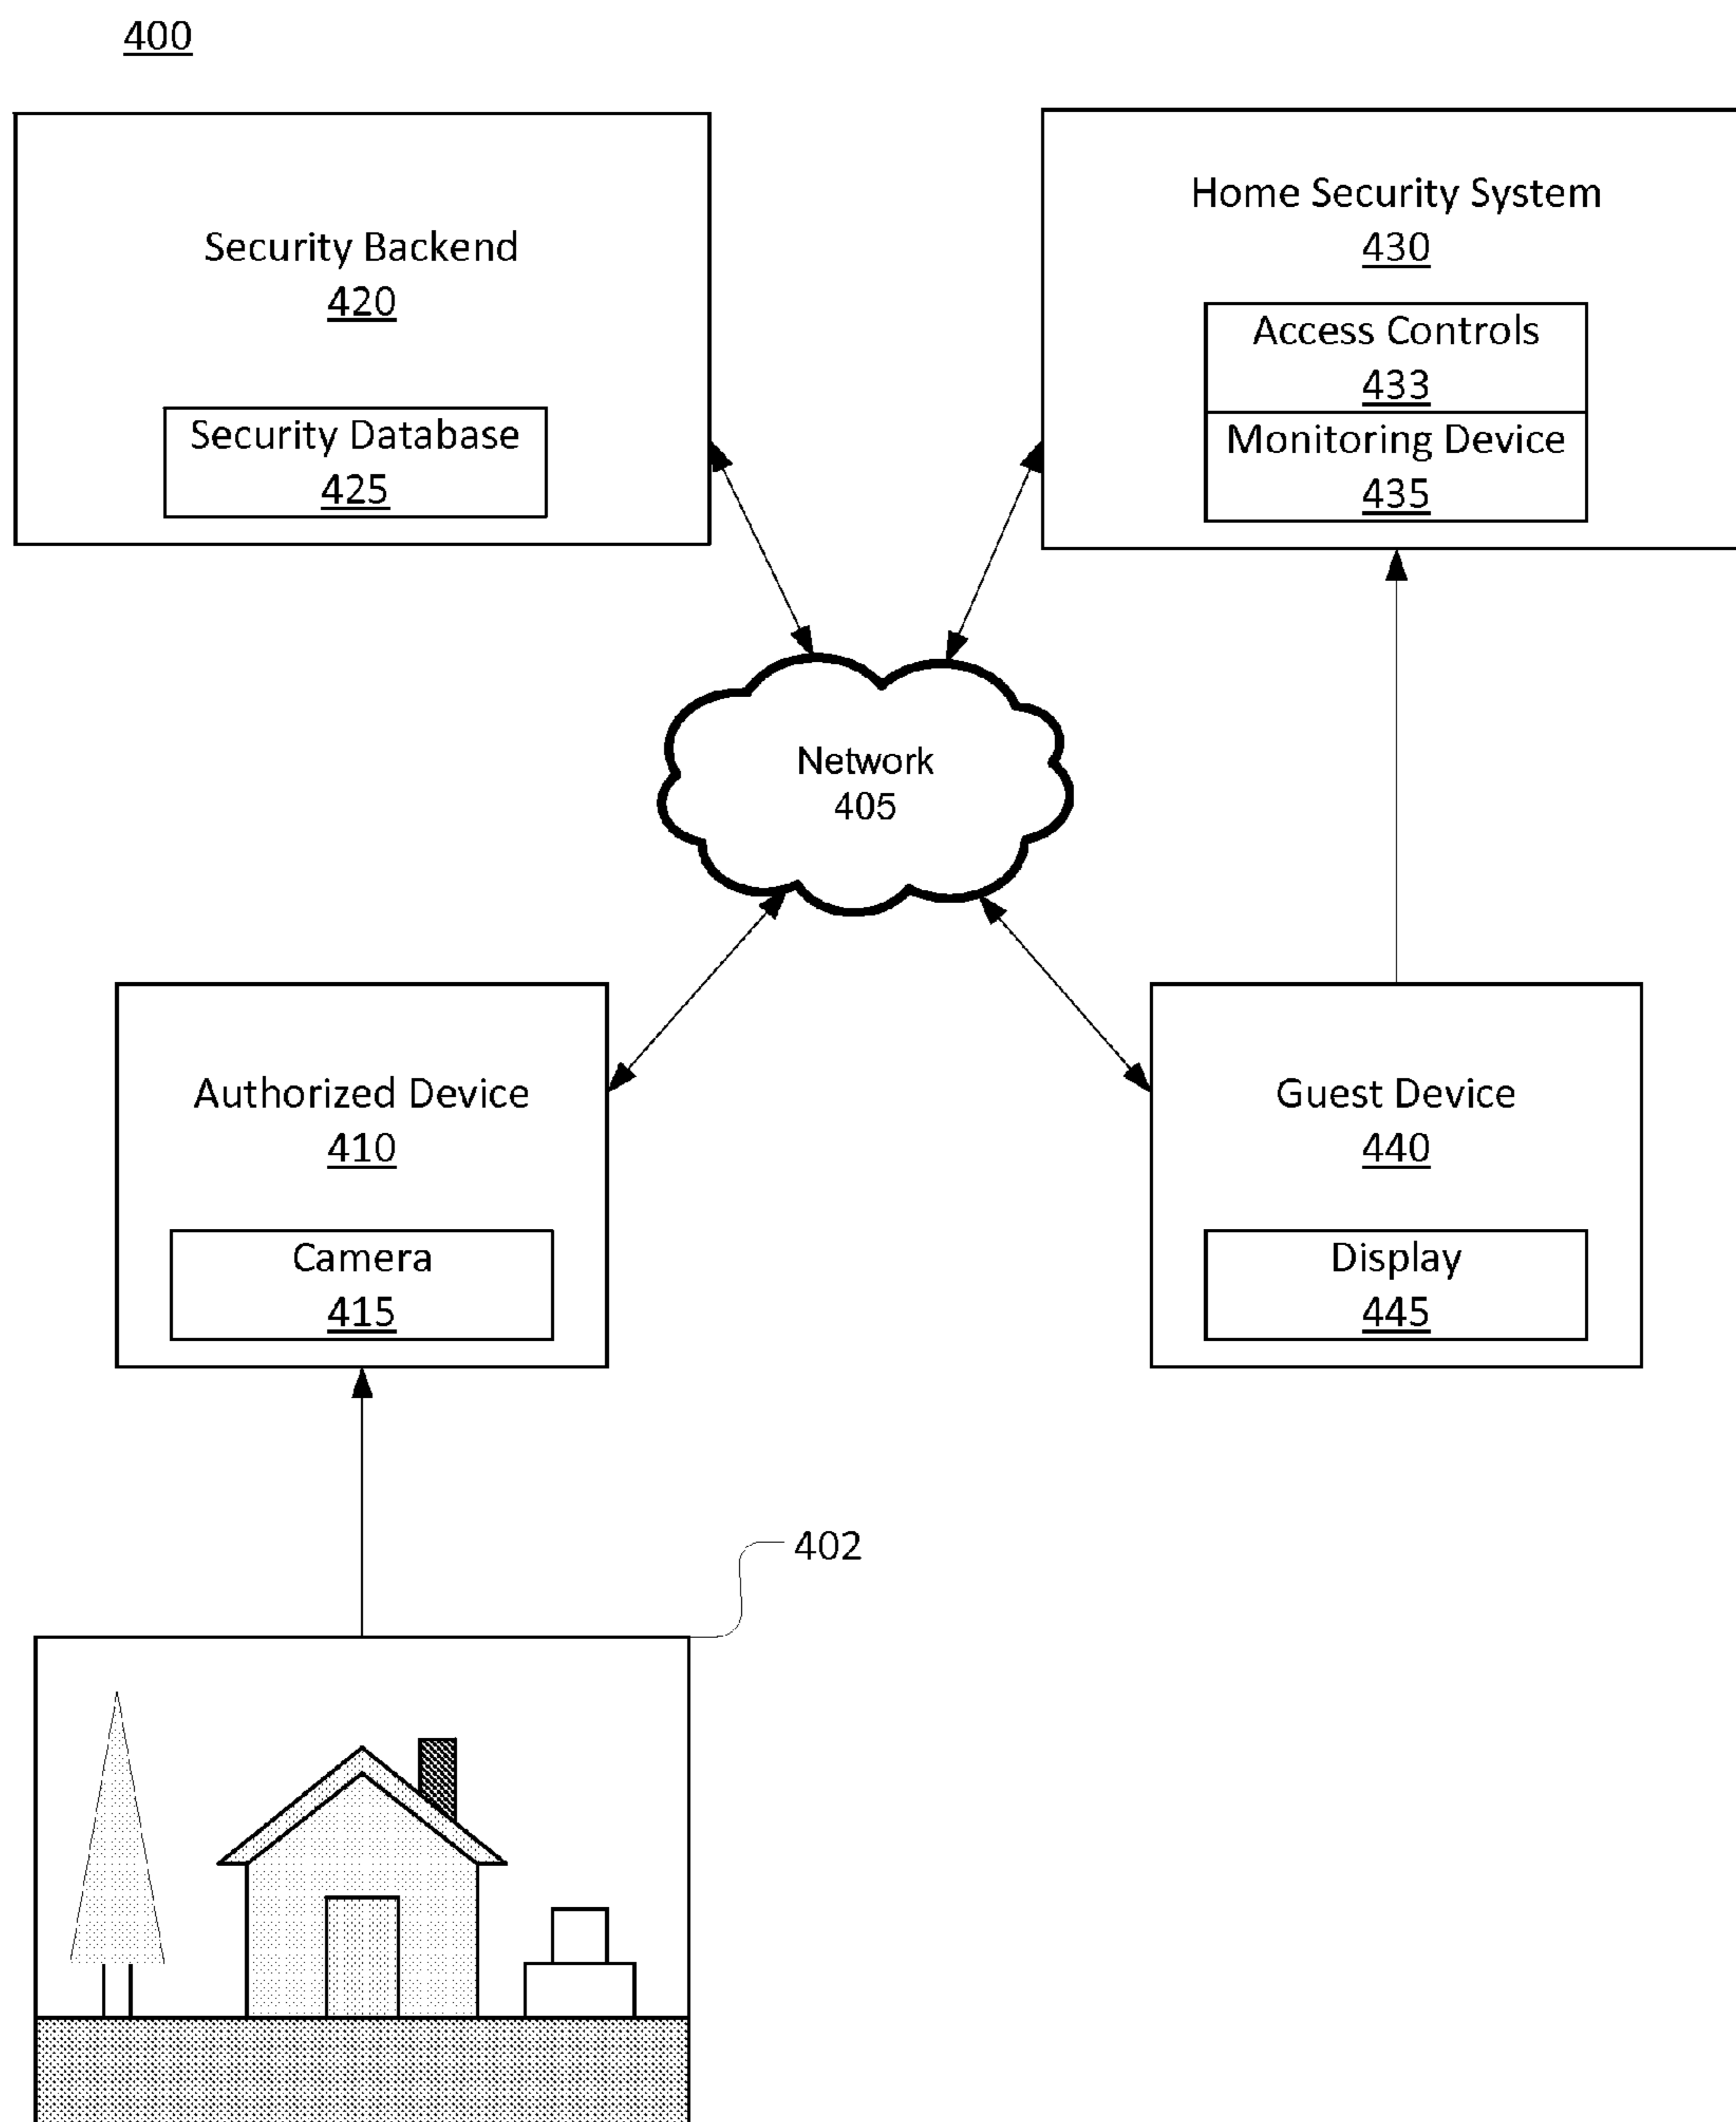 400
Security Backend
420
Security Database
425
Home Security System
430
Access Controls
433
Monitoring Device
435
Network
405
Authorized Device
410
Camera
415
Guest Device
440
Display
445
402